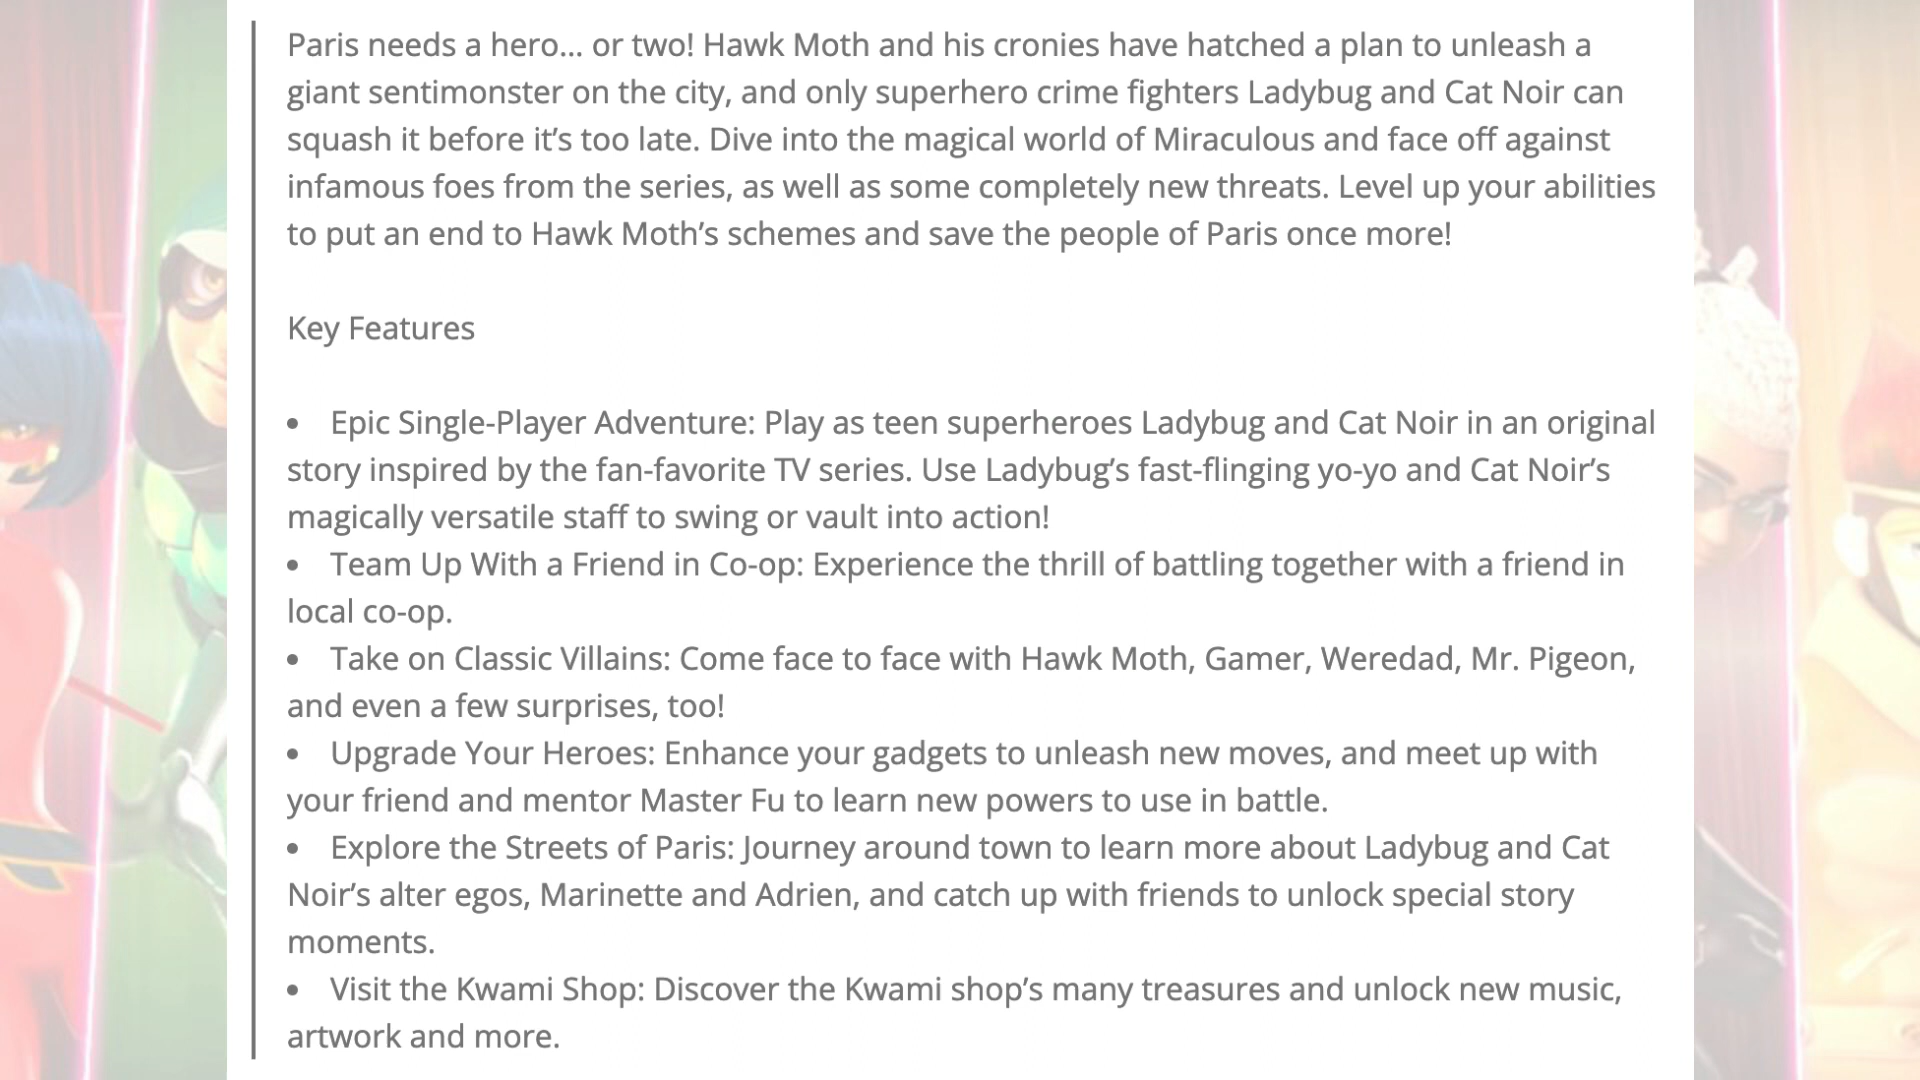 Paris needs a hero… or two! Hawk Moth and his cronies have hatched a plan to unleash a
giant sentimonster on the city, and only superhero crime fighters Ladybug and Cat Noir can
squash it before it’s too late. Dive into the magical world of Miraculous and face off against
infamous foes from the series, as well as some completely new threats. Level up your abilities
to put an end to Hawk Moth’s schemes and save the people of Paris once more!
Key Features
• Epic Single-Player Adventure: Play as teen superheroes Ladybug and Cat Noir in an original
story inspired by the fan-favorite TV series. Use Ladybug’s fast-flinging yo-yo and Cat Noir’s
magically versatile staff to swing or vault into action!
• Team Up With a Friend in Co-op: Experience the thrill of battling together with a friend in
local co-op.
• Take on Classic Villains: Come face to face with Hawk Moth, Gamer, Weredad, Mr. Pigeon,
and even a few surprises, too!
• Upgrade Your Heroes: Enhance your gadgets to unleash new moves, and meet up with
your friend and mentor Master Fu to learn new powers to use in battle.
• Explore the Streets of Paris: Journey around town to learn more about Ladybug and Cat
Noir’s alter egos, Marinette and Adrien, and catch up with friends to unlock special story
moments.
• Visit the Kwami Shop: Discover the Kwami shop’s many treasures and unlock new music,
artwork and more.